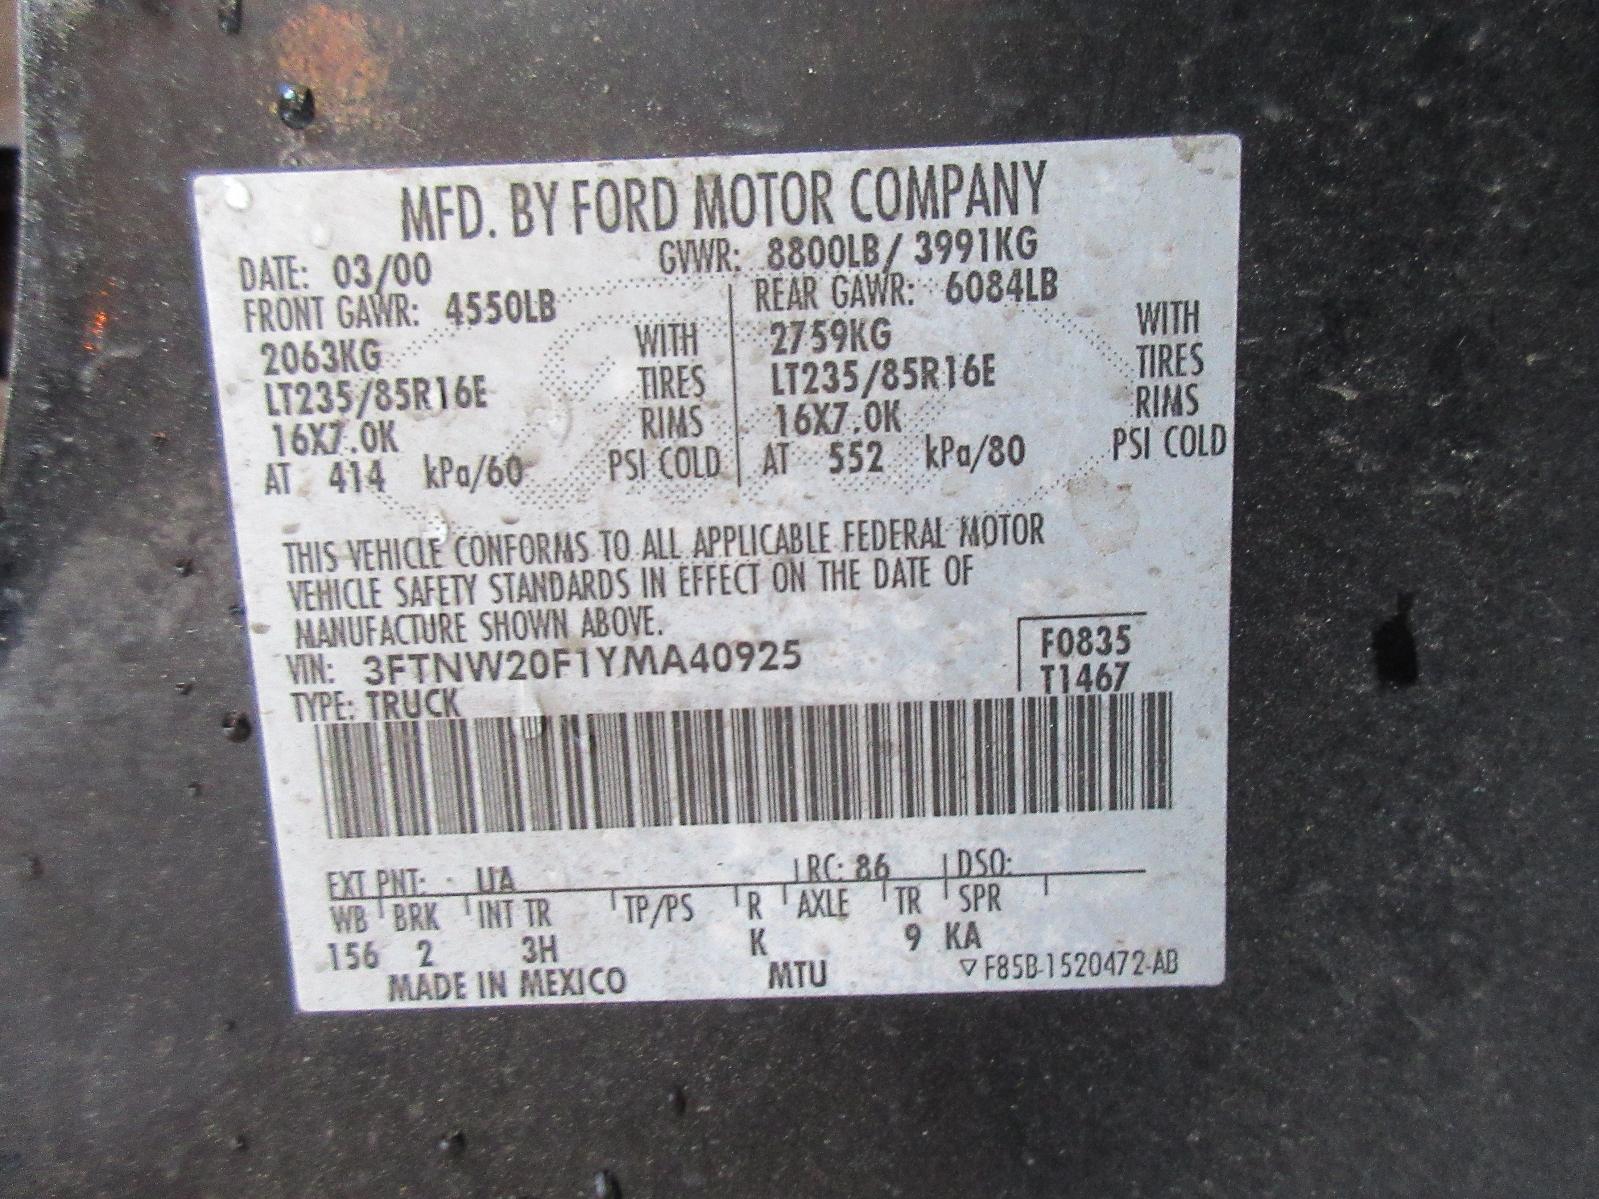 MFD. BY FORD MOTOR COMPANY
DATE: 03/00 GVWR: 8800LB/ 3991KG
FRONT GAWR: 4550LB REAR GAWR: 6084LB
2063KG WITH 2759KG WITH
LT235/85R16E TIRES LT235/85R16E TIRES
16X7.0K RIMS 16X7.0K RIMS
AT 414 kPa/60 PSI COLD AT 552 kPa/80 PSI COLD
THIS VEHICLE CONFORMS TO ALL APPLICABLE FEDERAL MOTOR
VEHICLE SAFETY STANDARDS IN EFFECT ON THE DATE OF
MANUFACTURE SHOWN ABOVE.
VIN: 3FTNW20F1YMA40925 F0835
TYPE: TRUCK T1467
EXT PNT: UA RC: 86 DSO:
WB BRK INT TR TP/PS R AXLE TR SPR
156 2 3H K 9 KA
MADE IN MEXICO MTU ▽F85B-1520472-AB